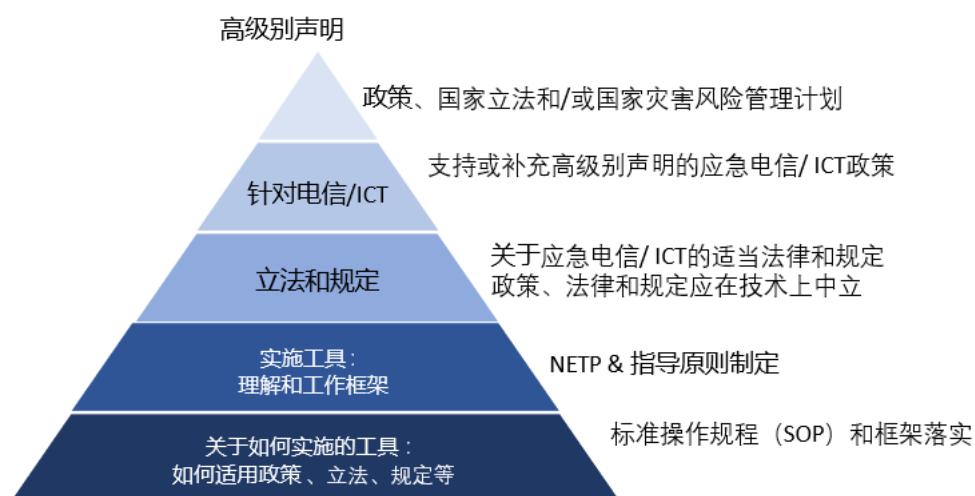 高级别声明
政策、国家立法和/或国家灾害风险管理计划
支持或补充高级别声明的应急电信/ ICT政策
针对电信/ICT
关于应急电信/ ICT的适当法律和规定
政策、法律和规定应在技术上中立
立法和规定
实施工具：
理解和工作框架
NETP & 指导原则制定
关于如何实施的工具：
如何适用政策 、立法、规定等
标准操作规程（SOP）和框架落实